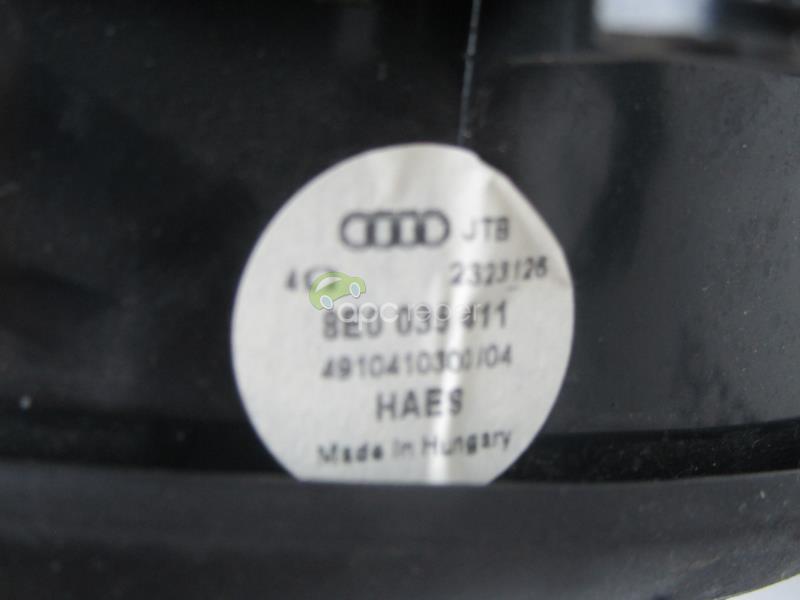 JTB
2323126
8E0 035 411
4910410300/04
HAES
Made in Hungary